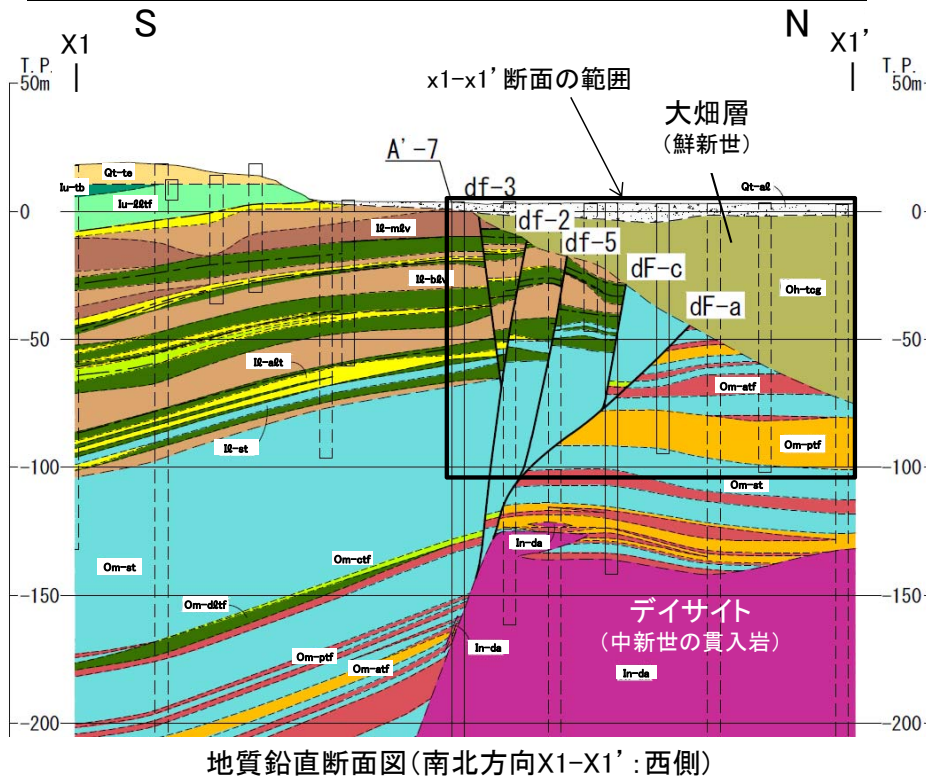 S
N
X1
X1'
T.P.
50m
T.P.
50m
x1-x1'断面の範囲
大畑層
(鮮新世)
A'-7
df-3
df-2
df-5
dF-c
dF-a
Qt-te
Iu-tb
Iu-ℓℓtf
Qt-aℓ
0
0
Iℓ-mℓv
Iℓ-bℓv
Oh-tcg
-50
-50
Iℓ-aℓt
Om-atf
Iℓ-st
Om-ptf
-100
-100
Om-st
In-da
Om-st
Om-ctf
-150
-150
Om-dℓtf
デイサイト
(中新世の貫入岩)
Om-ptf
In-da
Om-atf
In-da
-200
-200
地質鉛直断面図(南北方向X1-X1':西側)